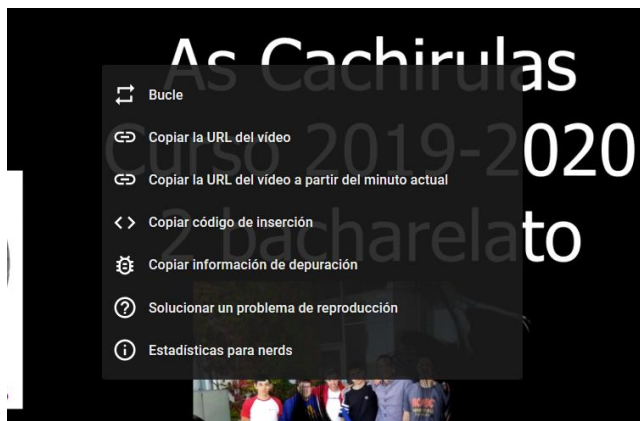 As Cachirulas
Curso 2019-2020
2 bacharelato
Bucle
Copiar la URL del vídeo
Copiar la URL del vídeo a partir del minuto actual
Copiar código de inserción
Copiar información de depuración
Solucionar un problema de reproducción
Estadísticas para nerds